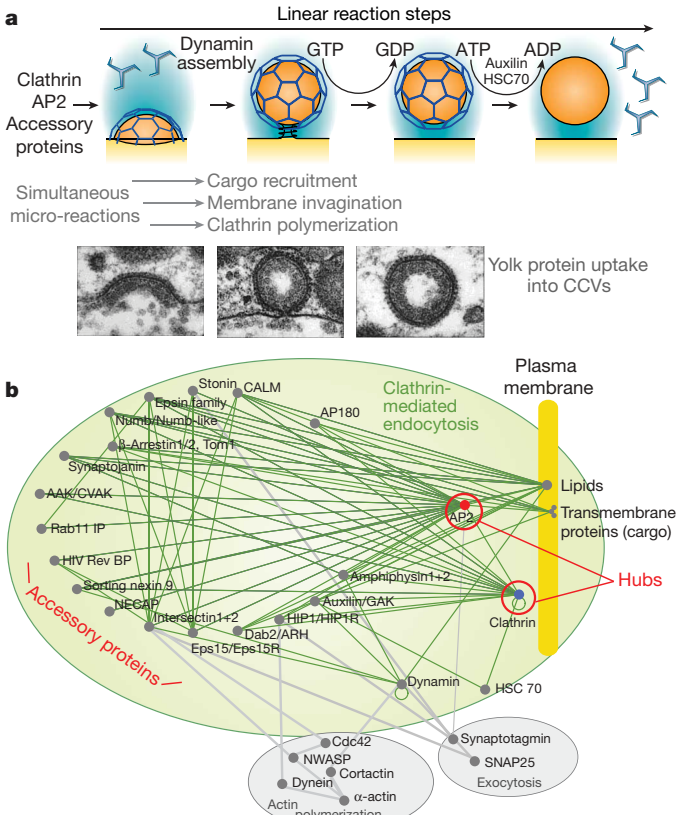 a
Linear reaction steps
Dynamin
assembly
GTP
GDP
ATP
ADP
Auxilin
HSC70
Clathrin
AP2
Accessory
proteins
Simultaneous
micro-reactions
Cargo recruitment
Membrane invagination
Clathrin polymerization
Yolk protein uptake
into CCVs
b
Plasma
membrane
Clathrin-
mediated
endocytosis
Stonin
CALM
Epsin family
Numb/Numb-like
AP180
β-Arrestin1/2, Tom1
Synaptojanin
Lipids
AAK/CVAK
AP2
Transmembrane
proteins (cargo)
Rab11 IP
HIV Rev BP
Amphiphysin1+2
Hubs
Sorting nexin 9
Auxilin/GAK
NECAP
Clathrin
Intersectin1+2
HIP1/HIP1R
Dab2/ARH
Eps15/Eps15R
Accessory proteins
Dynamin
HSC 70
Cdc42
Synaptotagmin
NWASP
SNAP25
Cortactin
Dynein
Exocytosis
α-actin
Actin
polymerization